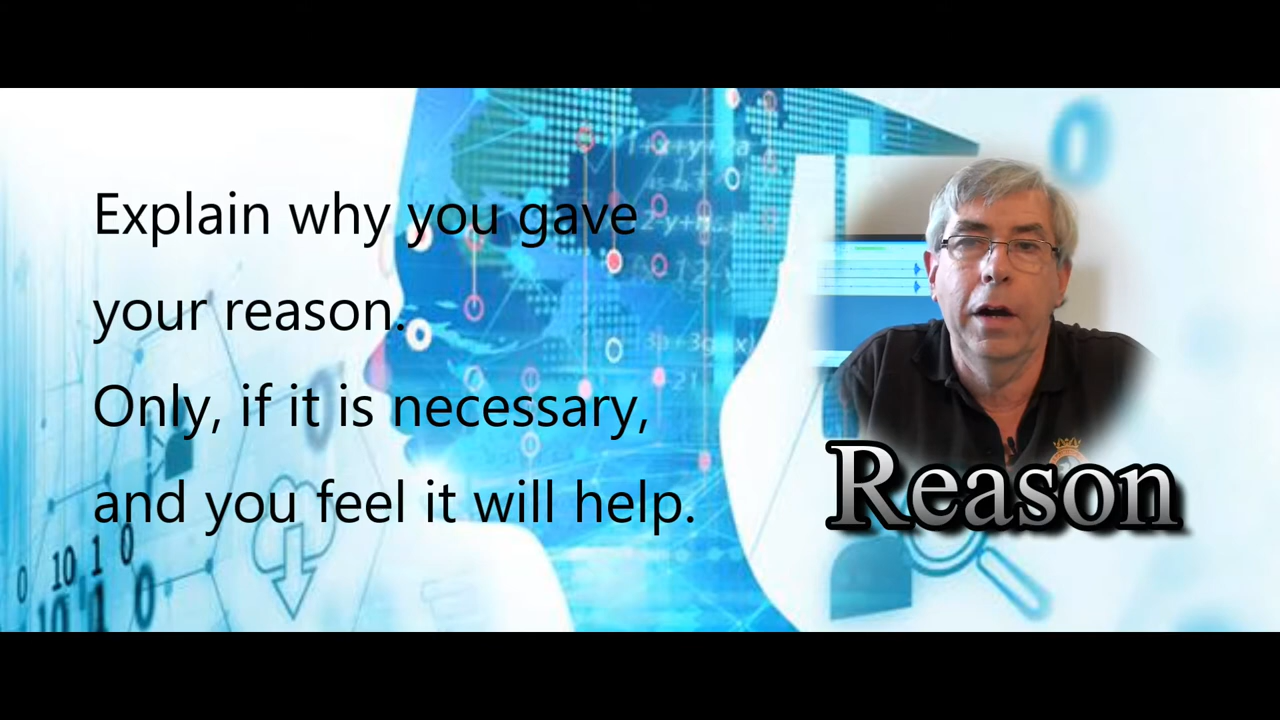 Explain why you gave
your reason.
Only, if it is necessary,
and you feel it will help.
Reason